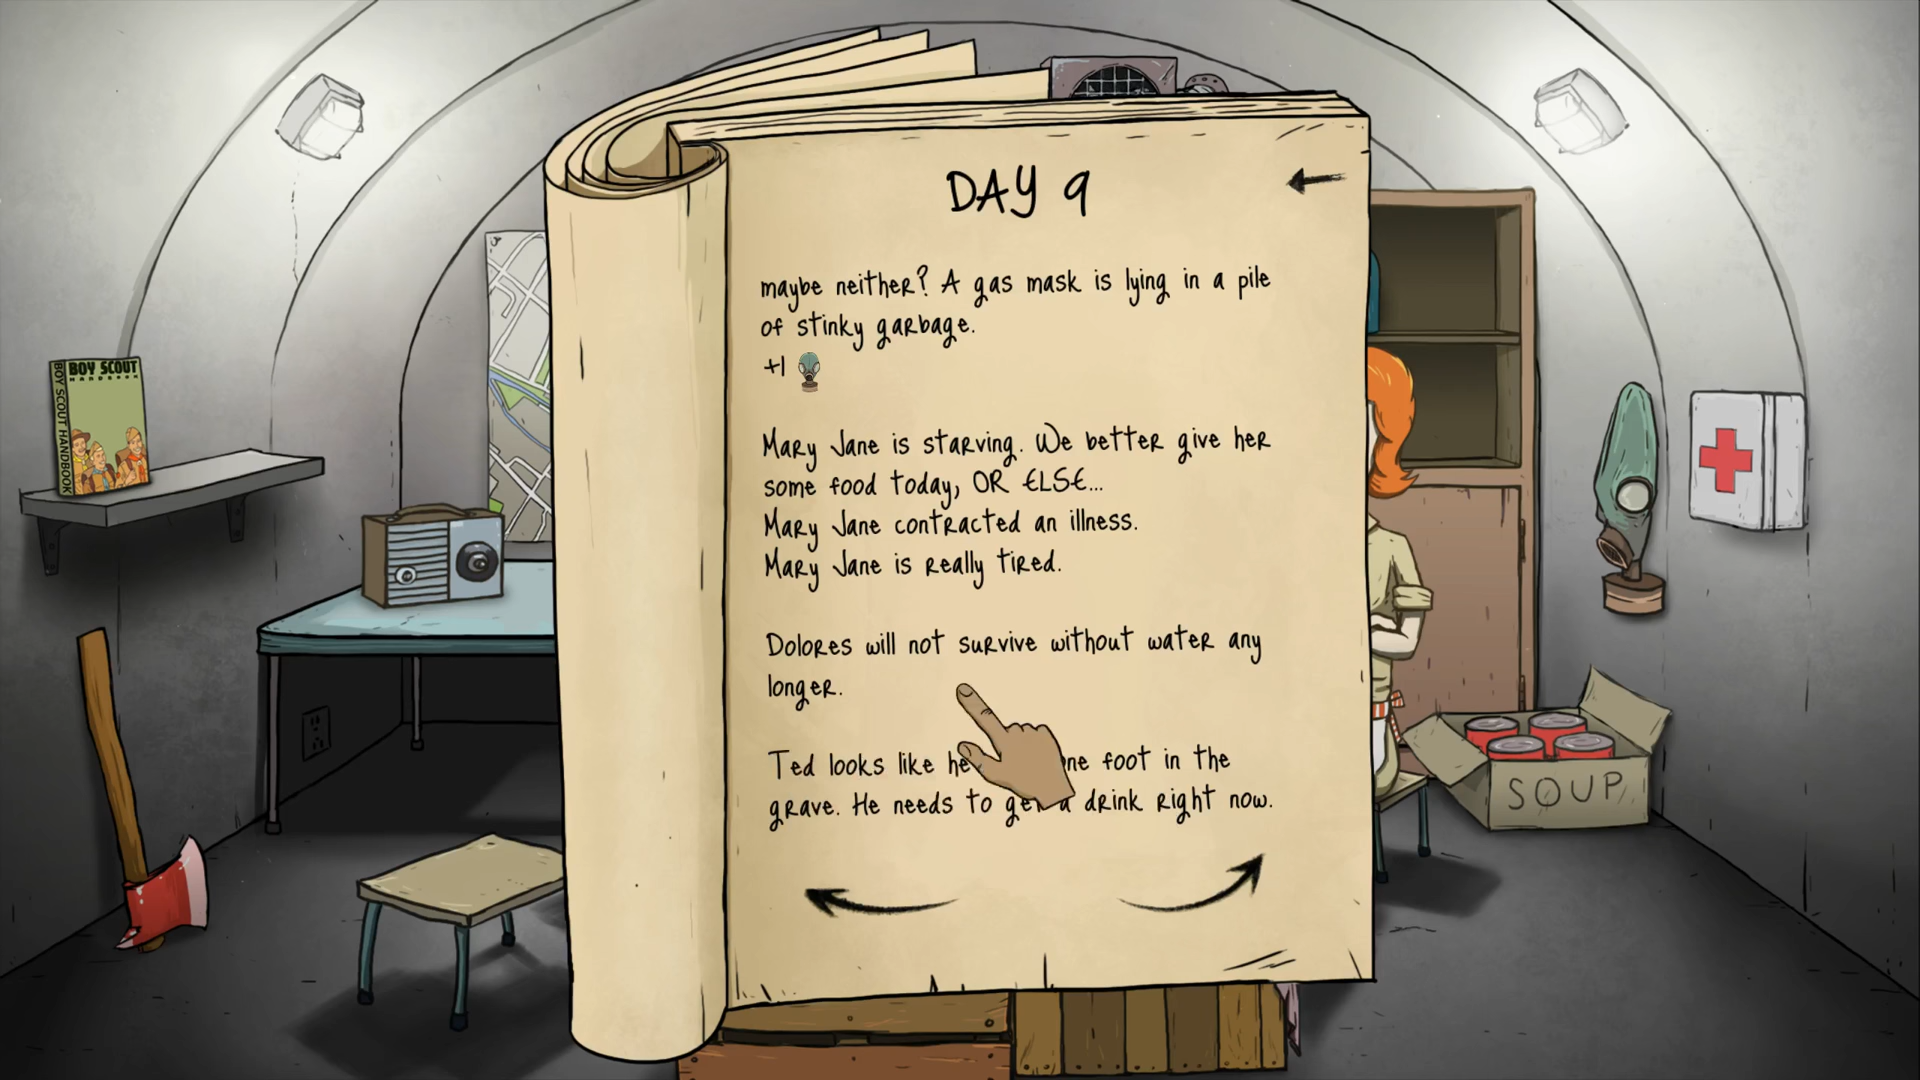 BOY SCOUT
HANDBOOK
BOY SCOUT HANDBOOK
DAY 9
maybe neither? A gas mask is lying in a pile
of stinky garbage.
+1
Mary Jane is starving. We better give her
some food today, OR ELSE...
Mary Jane contracted an illness.
Mary Jane is really tired.
Dolores will not survive without water any
longer.
Ted looks like he one foot in the
grave. He needs to get a drink right now.
SOUP